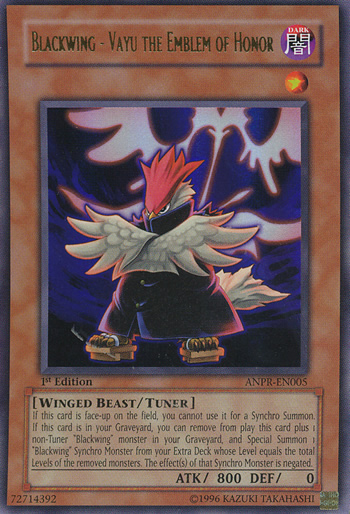 BLACKWING - VAYU THE EMBLEM OF HONOR
DARK
闇
1st Edition
ANPR-EN005
[WINGED BEAST/TUNER]
If this card is face-up on the field, you cannot use it for a Synchro Summon.
If this card is in your Graveyard, you can remove from play this card plus 1
non-Tuner "Blackwing" monster in your Graveyard, and Special Summon 1
"Blackwing" Synchro Monster from your Extra Deck whose Level equals the total
Levels of the removed monsters. The effect(s) of that Synchro Monster is negated.
ATK/ 800 DEF/ 0
72714392
©1996 KAZUKI TAKAHASHI